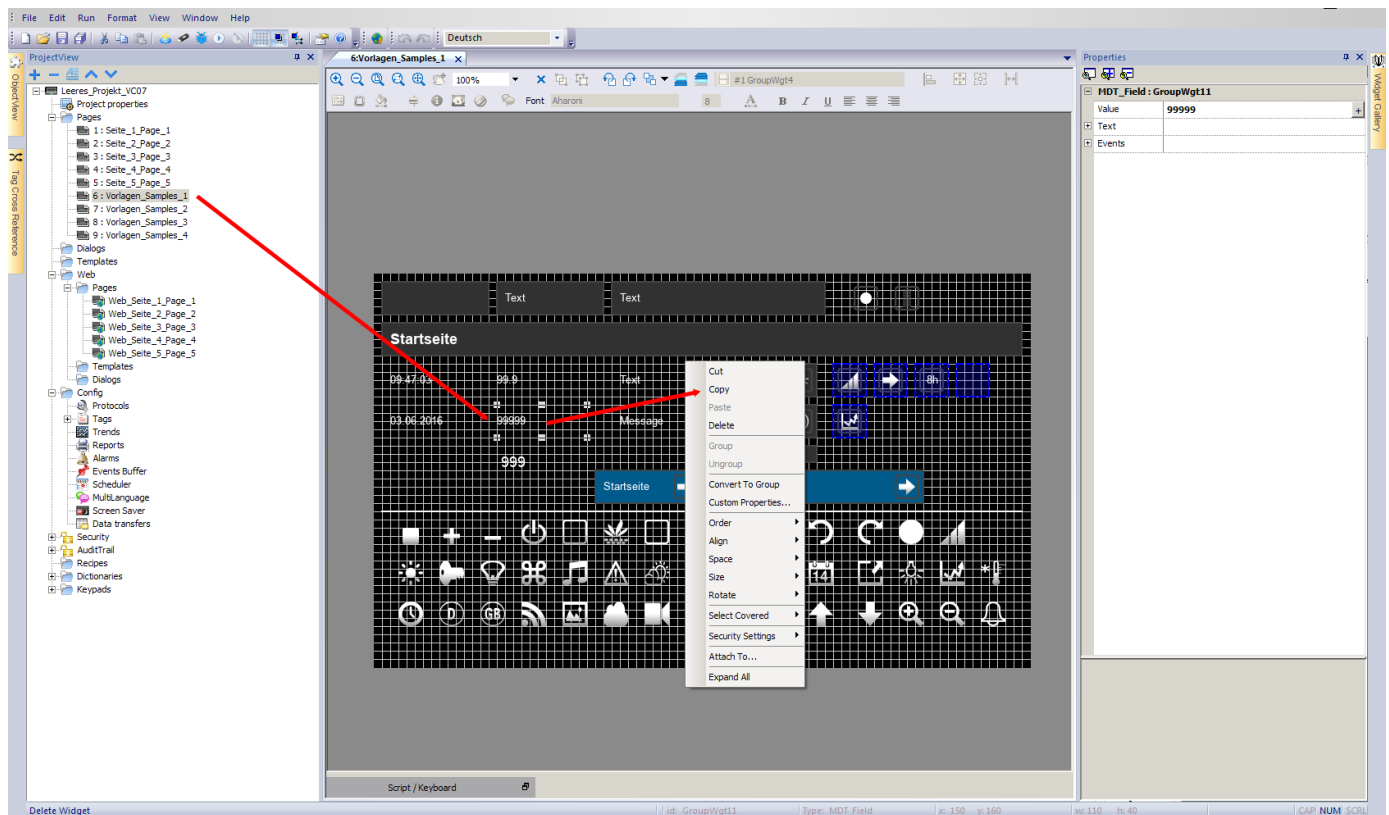 File Edit Run Format View Window Help
Deutsch
ProjectView
ObjectView
Tag Cross Reference
Leeres_Projekt_VC07
Project properties
Pages
1 : Seite_1_Page_1
2 : Seite_2_Page_2
3 : Seite_3_Page_3
4 : Seite_4_Page_4
5 : Seite_5_Page_5
6 : Vorlagen_Samples_1
7 : Vorlagen_Samples_2
8 : Vorlagen_Samples_3
9 : Vorlagen_Samples_4
Dialogs
Templates
Web
Pages
Web_Seite_1_Page_1
Web_Seite_2_Page_2
Web_Seite_3_Page_3
Web_Seite_4_Page_4
Web_Seite_5_Page_5
Templates
Dialogs
Config
Protocols
Tags
Trends
Reports
Alarms
Events Buffer
Scheduler
MultiLanguage
Screen Saver
Data transfers
Security
AuditTrail
Recipes
Dictionaries
Keypads
6:Vorlagen_Samples_1 x
100% #1 GroupWgt4
Font Aharoni 8 A B I U
Text Text
Startseite
09:47:03 99.9 Text 8h
03.06.2016 99999 Message
999
Startseite
14
D GB
Cut
Copy
Paste
Delete
Group
Ungroup
Convert To Group
Custom Properties...
Order
Align
Space
Size
Rotate
Select Covered
Security Settings
Attach To...
Expand All
Script / Keyboard
Properties
MDT_Field : GroupWgt11
Value 99999 +
Text
Events
Widget Gallery
Delete Widget id: GroupWgt11 Type: MDT_Field x: 150 y: 160 w: 110 h: 40 CAP NUM SCRL